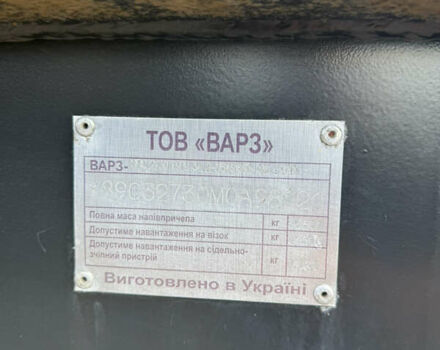 ТОВ «ВАРЗ»
ВАРЗ-
Повна маса напівпричепа кг
Допустиме навантаження на візок кг
Допустиме навантаження на сідельно-
зчіпний пристрій кг
Виготовлено в Україні